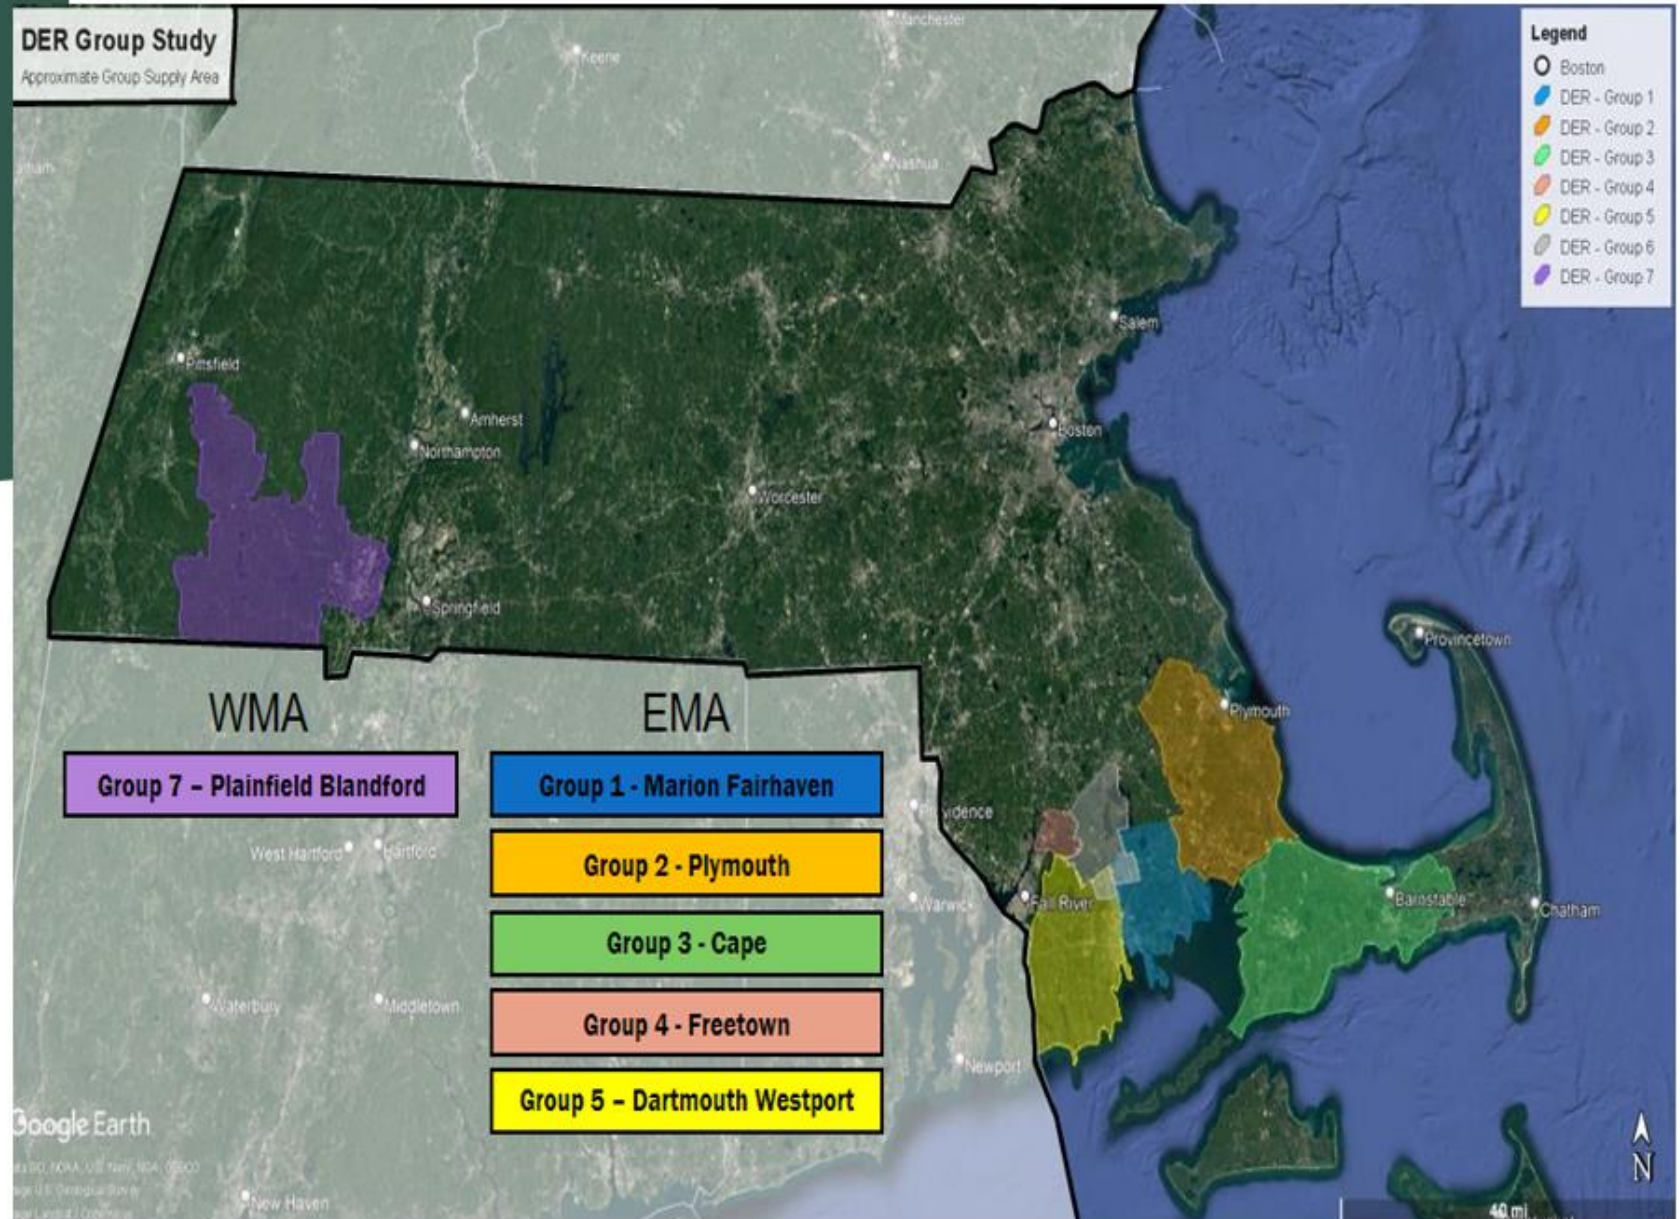 DER Group Study
Approximate Group Supply Area
Legend
Boston
DER - Group 1
DER - Group 2
DER - Group 3
DER - Group 4
DER - Group 5
DER - Group 6
DER - Group 7
Manchester
Keene
Nashua
Salem
Pittsfield
Amherst
Northampton
Boston
Worcester
Springfield
Provincetown
Plymouth
WMA
EMA
Group 7 – Plainfield Blandford
Group 1 - Marion Fairhaven
Group 2 - Plymouth
Group 3 - Cape
Group 4 - Freetown
Group 5 – Dartmouth Westport
Providence
West Hartford
Hartford
Warwick
Fall River
Barnstable
Chatham
Waterbury
Middletown
Newport
Google Earth
New Haven
N
40 mi